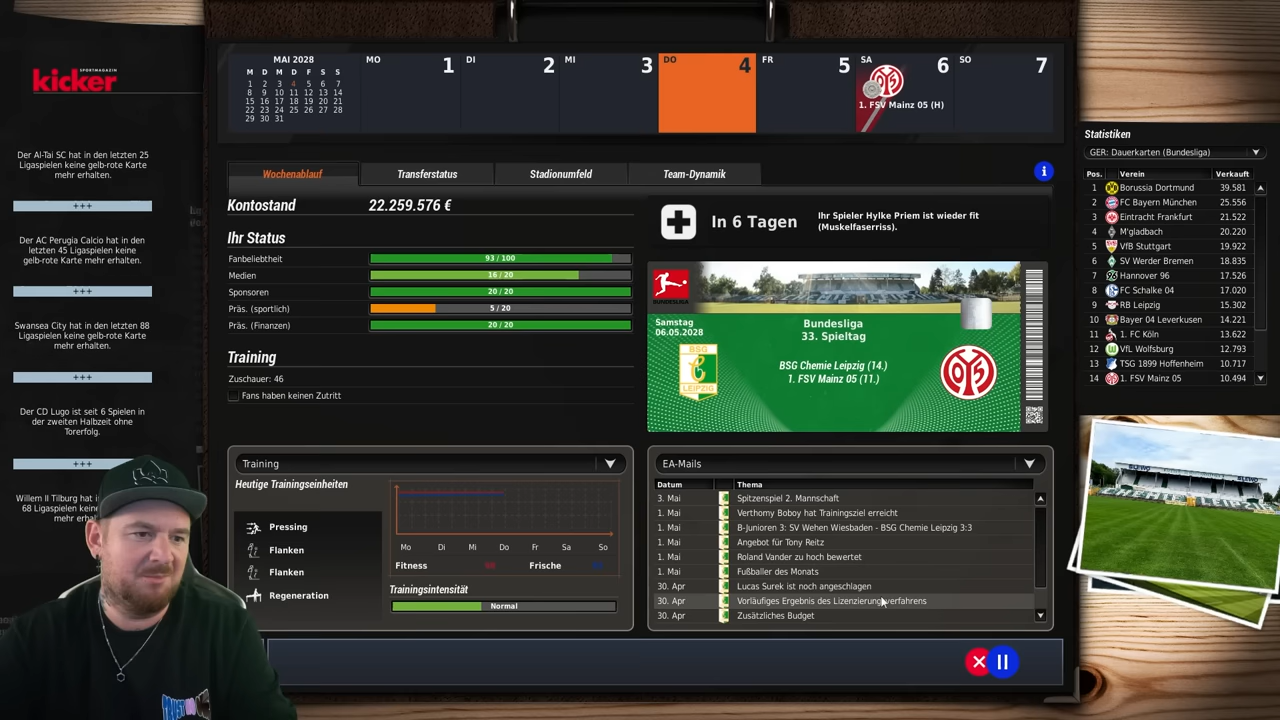 kicker
SPORTMAGAZIN
Der Al-Tai SC hat in den letzten 25
Ligaspielen keine gelb-rote Karte
mehr erhalten.
+++
Der AC Perugia Calcio hat in den
letzten 45 Ligaspielen keine
gelb-rote Karte mehr erhalten.
+++
Swansea City hat in den letzten 88
Ligaspielen keine gelb-rote Karte
mehr erhalten.
+++
Der CD Lugo ist seit 6 Spielen in
der zweiten Halbzeit ohne
Torerfolg.
+++
Willem II Tilburg hat
68 Ligaspielen keine
mehr
MAI 2028
M D M D F S S
1 2 3 4 5 6 7
8 9 10 11 12 13 14
15 16 17 18 19 20 21
22 23 24 25 26 27 28
29 30 31
MO 1
DI 2
MI 3
DO 4
FR 5
SA 6
1. FSV Mainz 05 (H)
SO 7
Wochenablauf
Transferstatus
Stadionumfeld
Team-Dynamik
i
Kontostand 22.259.576 €
Ihr Status
Fanbeliebtheit 93 / 100
Medien 16 / 20
Sponsoren 20 / 20
Präs. (sportlich) 5 / 20
Präs. (Finanzen) 20 / 20
Training
Zuschauer: 46
Fans haben keinen Zutritt
In 6 Tagen
Ihr Spieler Hylke Priem ist wieder fit
(Muskelfaserriss).
BUNDESLIGA
Samstag
06.05.2028
Bundesliga
33. Spieltag
BSG Chemie Leipzig (14.)
1. FSV Mainz 05 (11.)
BSG
LEIPZIG
Training
Heutige Trainingseinheiten
Pressing
Flanken
Flanken
Regeneration
Mo Di Mi Do Fr Sa So
Fitness
Frische
Trainingsintensität
Normal
EA-Mails
Datum Thema
3. Mai Spitzenspiel 2. Mannschaft
1. Mai Verthomy Boboy hat Trainingsziel erreicht
1. Mai B-Junioren 3: SV Wehen Wiesbaden - BSG Chemie Leipzig 3:3
1. Mai Angebot für Tony Reitz
1. Mai Roland Vander zu hoch bewertet
1. Mai Fußballer des Monats
30. Apr Lucas Surek ist noch angeschlagen
30. Apr Vorläufiges Ergebnis des Lizenzierungsverfahrens
30. Apr Zusätzliches Budget
Statistiken
GER: Dauerkarten (Bundesliga)
Pos. Verein Verkauft
1 Borussia Dortmund 39.581
2 FC Bayern München 25.556
3 Eintracht Frankfurt 21.522
4 M'gladbach 20.220
5 VfB Stuttgart 19.922
6 SV Werder Bremen 18.835
7 Hannover 96 17.526
8 FC Schalke 04 17.020
9 RB Leipzig 15.302
10 Bayer 04 Leverkusen 14.221
11 1. FC Köln 13.622
12 VfL Wolfsburg 12.793
13 TSG 1899 Hoffenheim 10.717
14 1. FSV Mainz 05 10.494